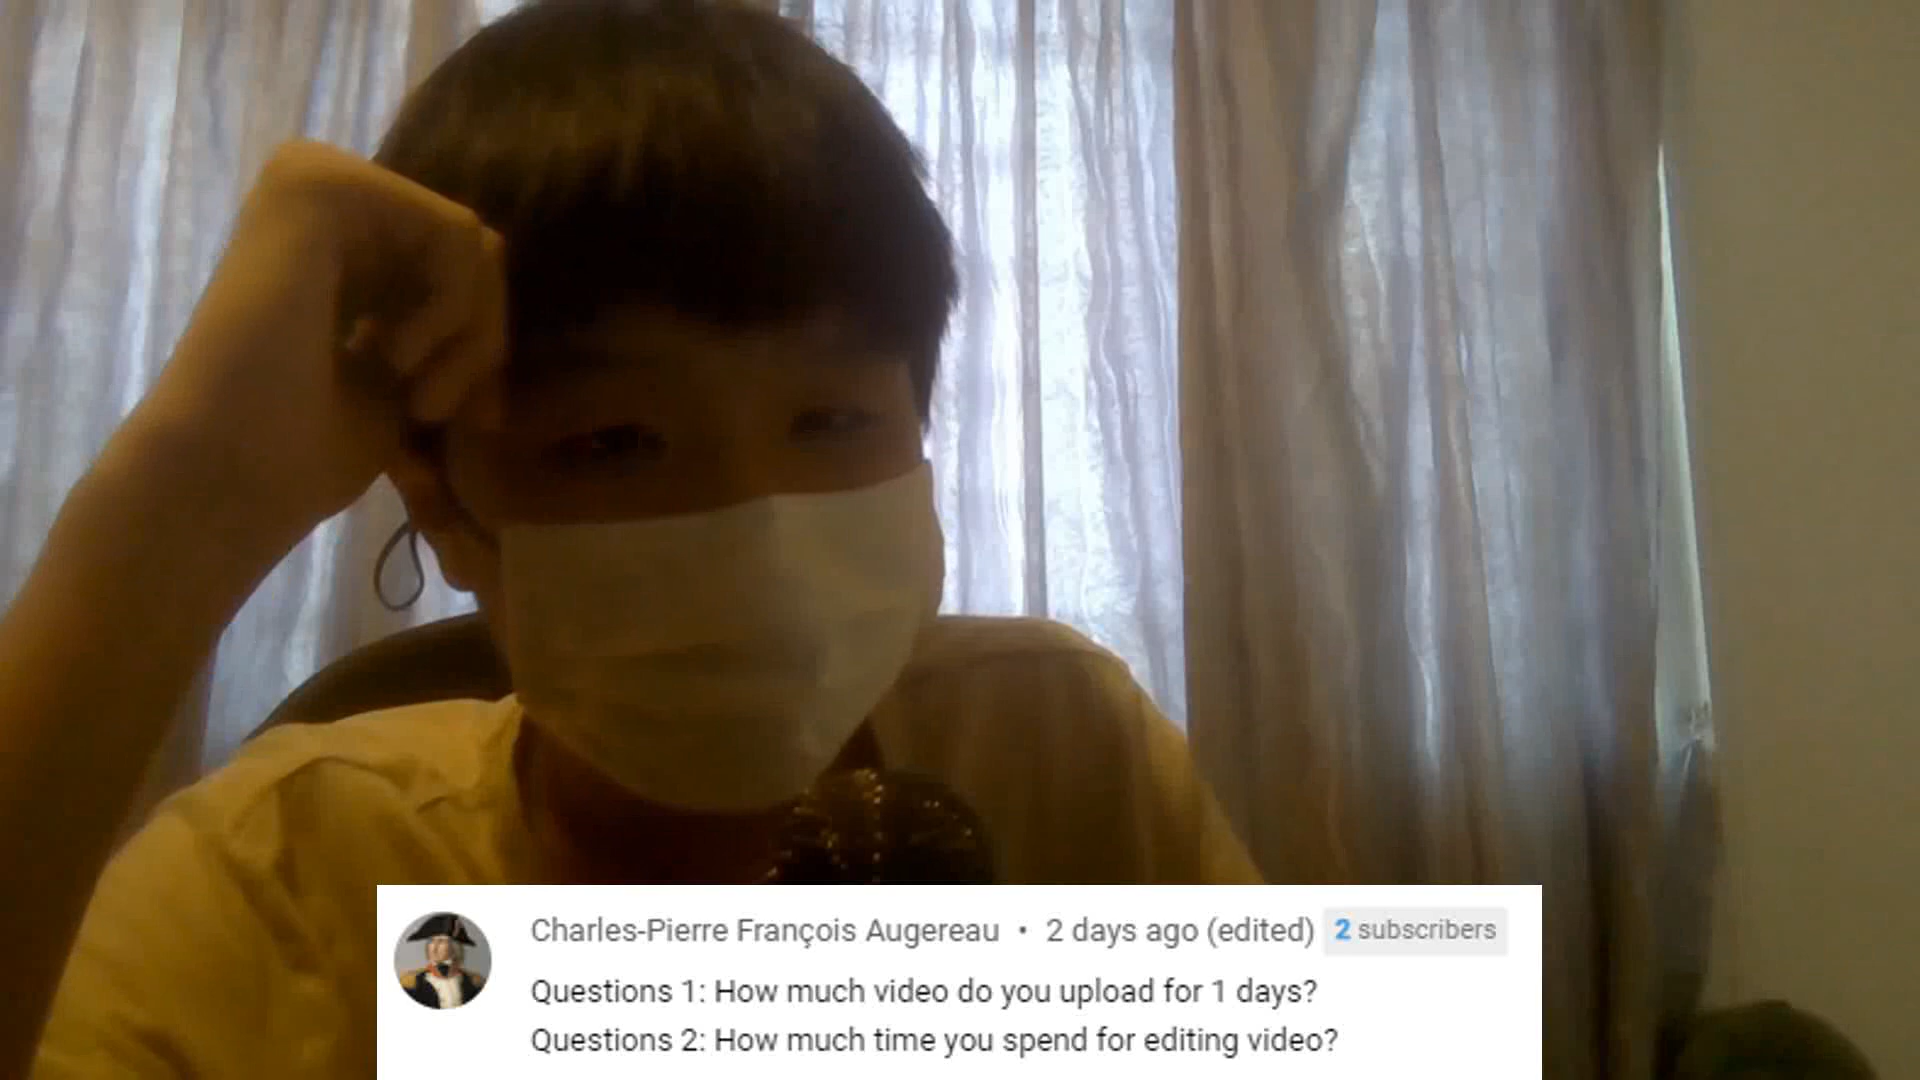 Charles-Pierre François Augereau • 2 days ago (edited) 2 subscribers
Questions 1: How much video do you upload for 1 days?
Questions 2: How much time you spend for editing video?